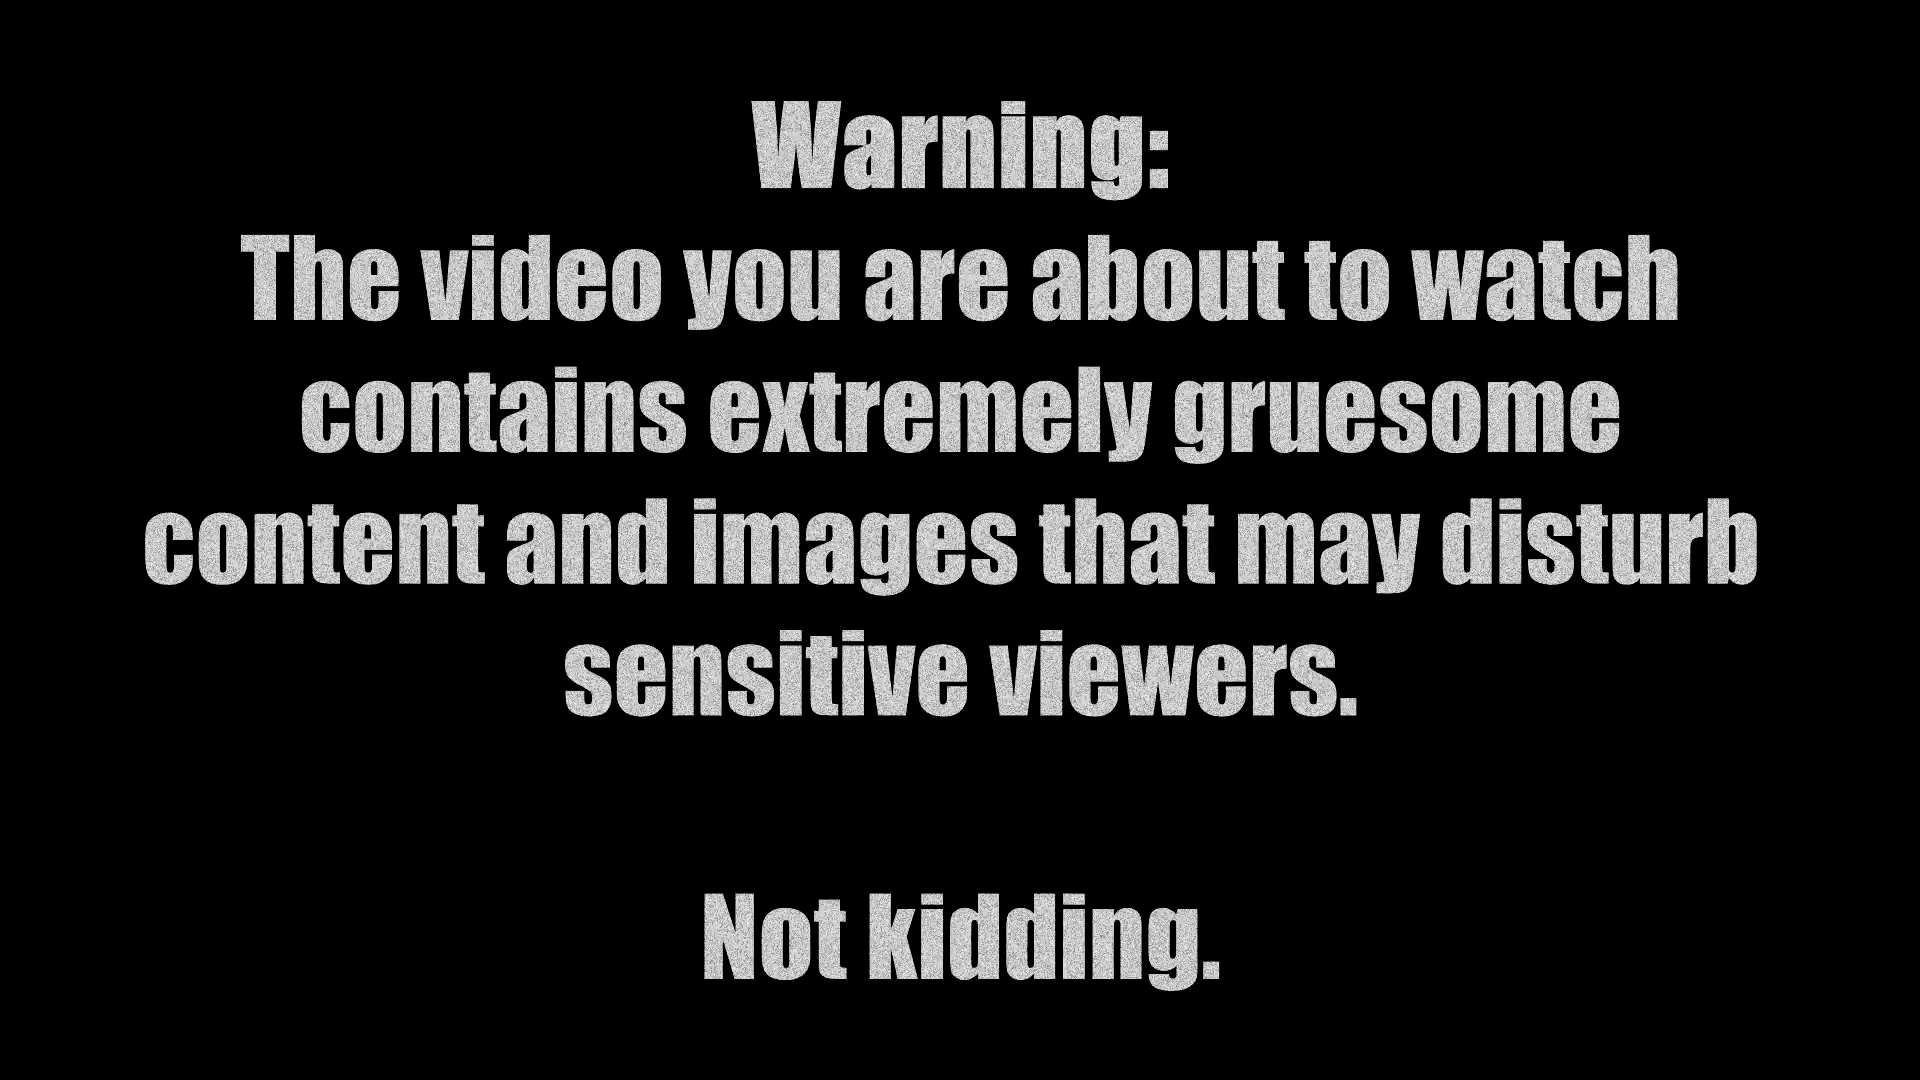 Warning:
The video you are about to watch
contains extremely gruesome
content and images that may disturb
sensitive viewers.
Not kidding.